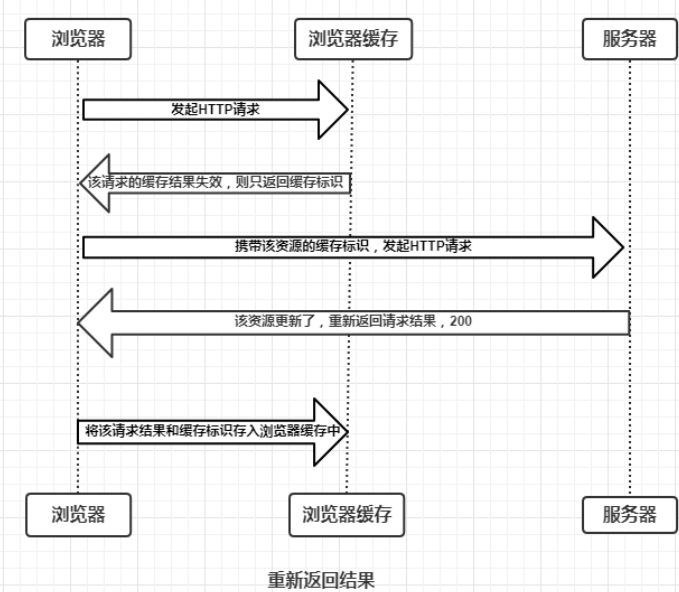 浏览器
浏览器缓存
服务器
发起HTTP请求
该请求的缓存结果失效，则只返回缓存标识
携带该资源的缓存标识，发起HTTP请求
该资源更新了，重新返回请求结果，200
将该请求结果和缓存标识存入浏览器缓存中
浏览器
浏览器缓存
服务器
重新返回结果